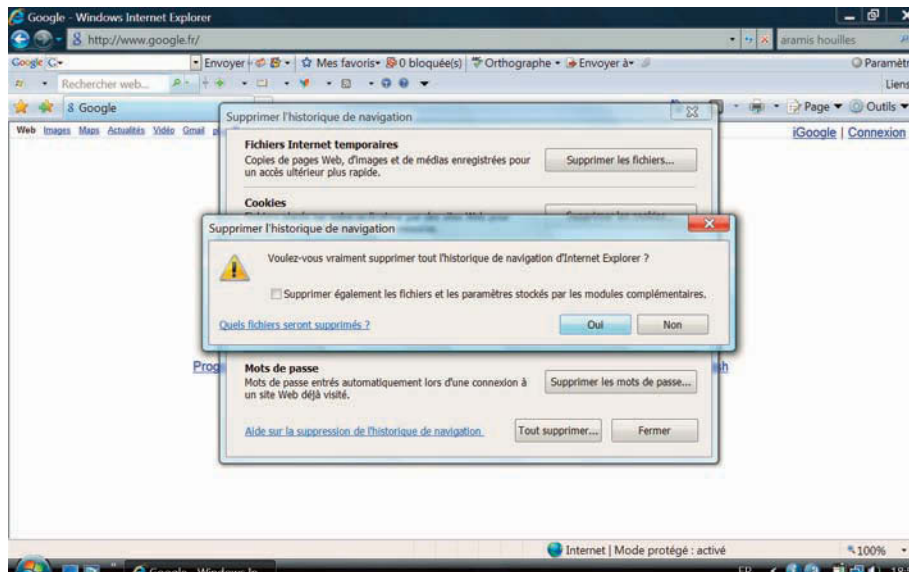 Google - Windows Internet Explorer
http://www.google.fr/
aramis houilles
Google G
Envoyer
Mes favoris
0 bloquée(s)
Orthographe
Envoyer à
Paramètr
Rechercher web...
Liens
Google
Page
Outils
Web Images Maps Actualités Vidéo Gmail
iGoogle | Connexion
Supprimer l'historique de navigation
Fichiers Internet temporaires
Copies de pages Web, d'images et de médias enregistrées pour
un accès ultérieur plus rapide.
Supprimer les fichiers...
Cookies
Supprimer l'historique de navigation
Voulez-vous vraiment supprimer tout l'historique de navigation d'Internet Explorer ?
Supprimer également les fichiers et les paramètres stockés par les modules complémentaires.
Quels fichiers seront supprimés ?
Oui
Non
Prog
Mots de passe
Mots de passe entrés automatiquement lors d'une connexion à
un site Web déjà visité.
Supprimer les mots de passe...
Aide sur la suppression de l'historique de navigation
Tout supprimer...
Fermer
Internet | Mode protégé : activé
100%